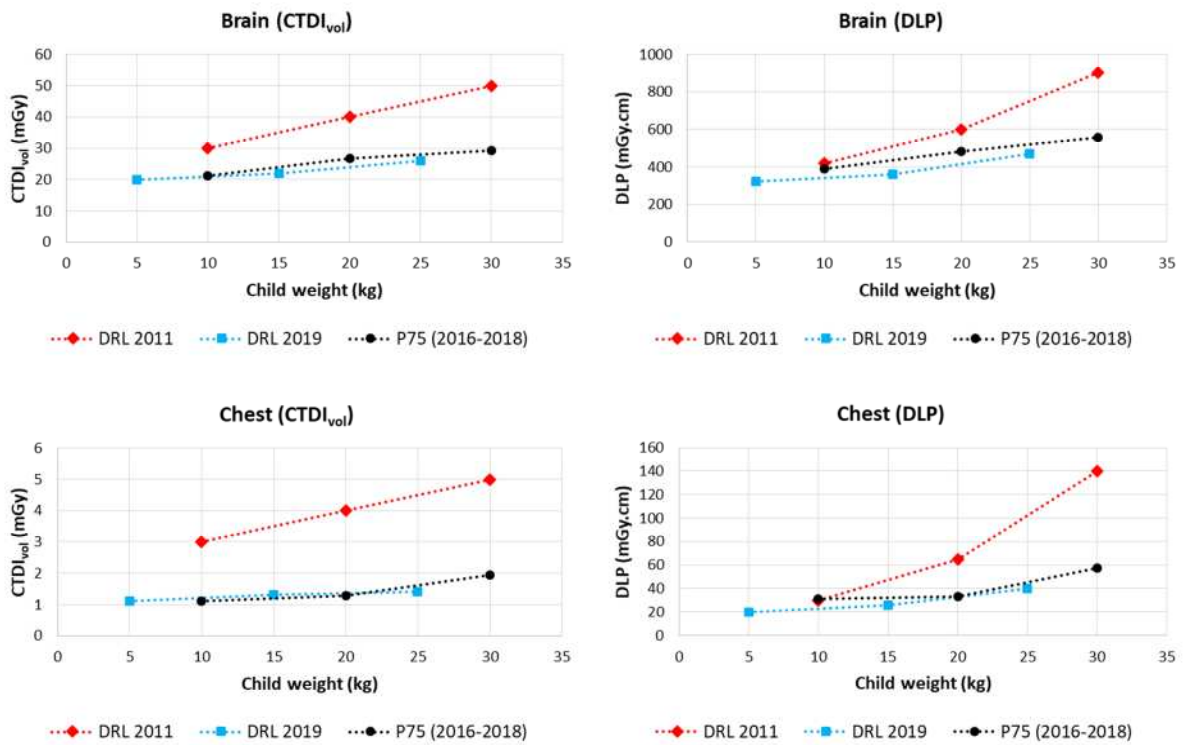 Brain (CTDIvol)
60
50
40
30
20
10
0
CTDIvol (mGy)
0 5 10 15 20 25 30 35
Child weight (kg)
DRL 2011 DRL 2019 P75 (2016-2018)
Brain (DLP)
1000
800
600
400
200
0
DLP (mGy.cm)
0 5 10 15 20 25 30 35
Child weight (kg)
DRL 2011 DRL 2019 P75 (2016-2018)
Chest (CTDIvol)
6
5
4
3
2
1
0
CTDIvol (mGy)
0 5 10 15 20 25 30 35
Child weight (kg)
DRL 2011 DRL 2019 P75 (2016-2018)
Chest (DLP)
160
140
120
100
80
60
40
20
0
DLP (mGy.cm)
0 5 10 15 20 25 30 35
Child weight (kg)
DRL 2011 DRL 2019 P75 (2016-2018)